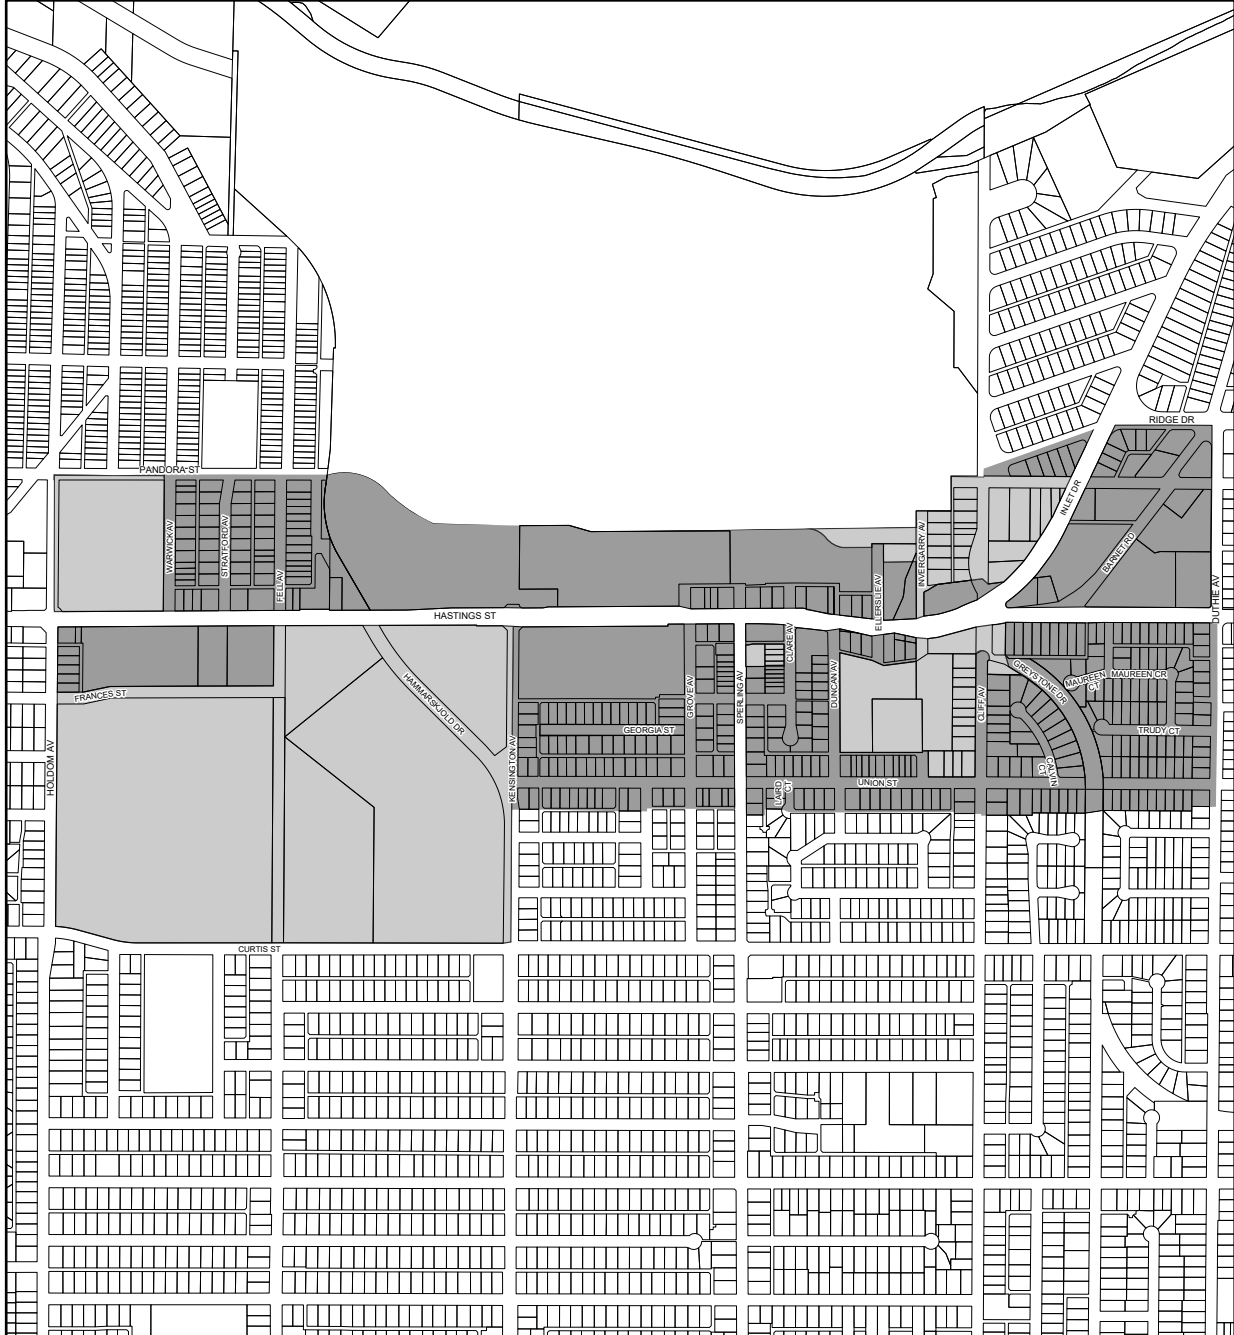 RIDGE DR
PANDORA ST
INLET DR
WARWICK AV
STRATFORD AV
FELL AV
BARNET RD
INVERGARRY AV
ELLERSLIE AV
DUTHIE AV
HASTINGS ST
CLARE AV
FRANCES ST
HAMMARSKJOLD DR
GROVE AV
SPERLING AV
DUNCAN AV
CLIFF AV
GREYSTONE DR
MAUREEN
CT
MAUREEN CR
GEORGIA ST
TRUDY CT
HOLDOM AV
KENSINGTON AV
LAIRD
CT
UNION ST
CALVIN
CT
CURTIS ST